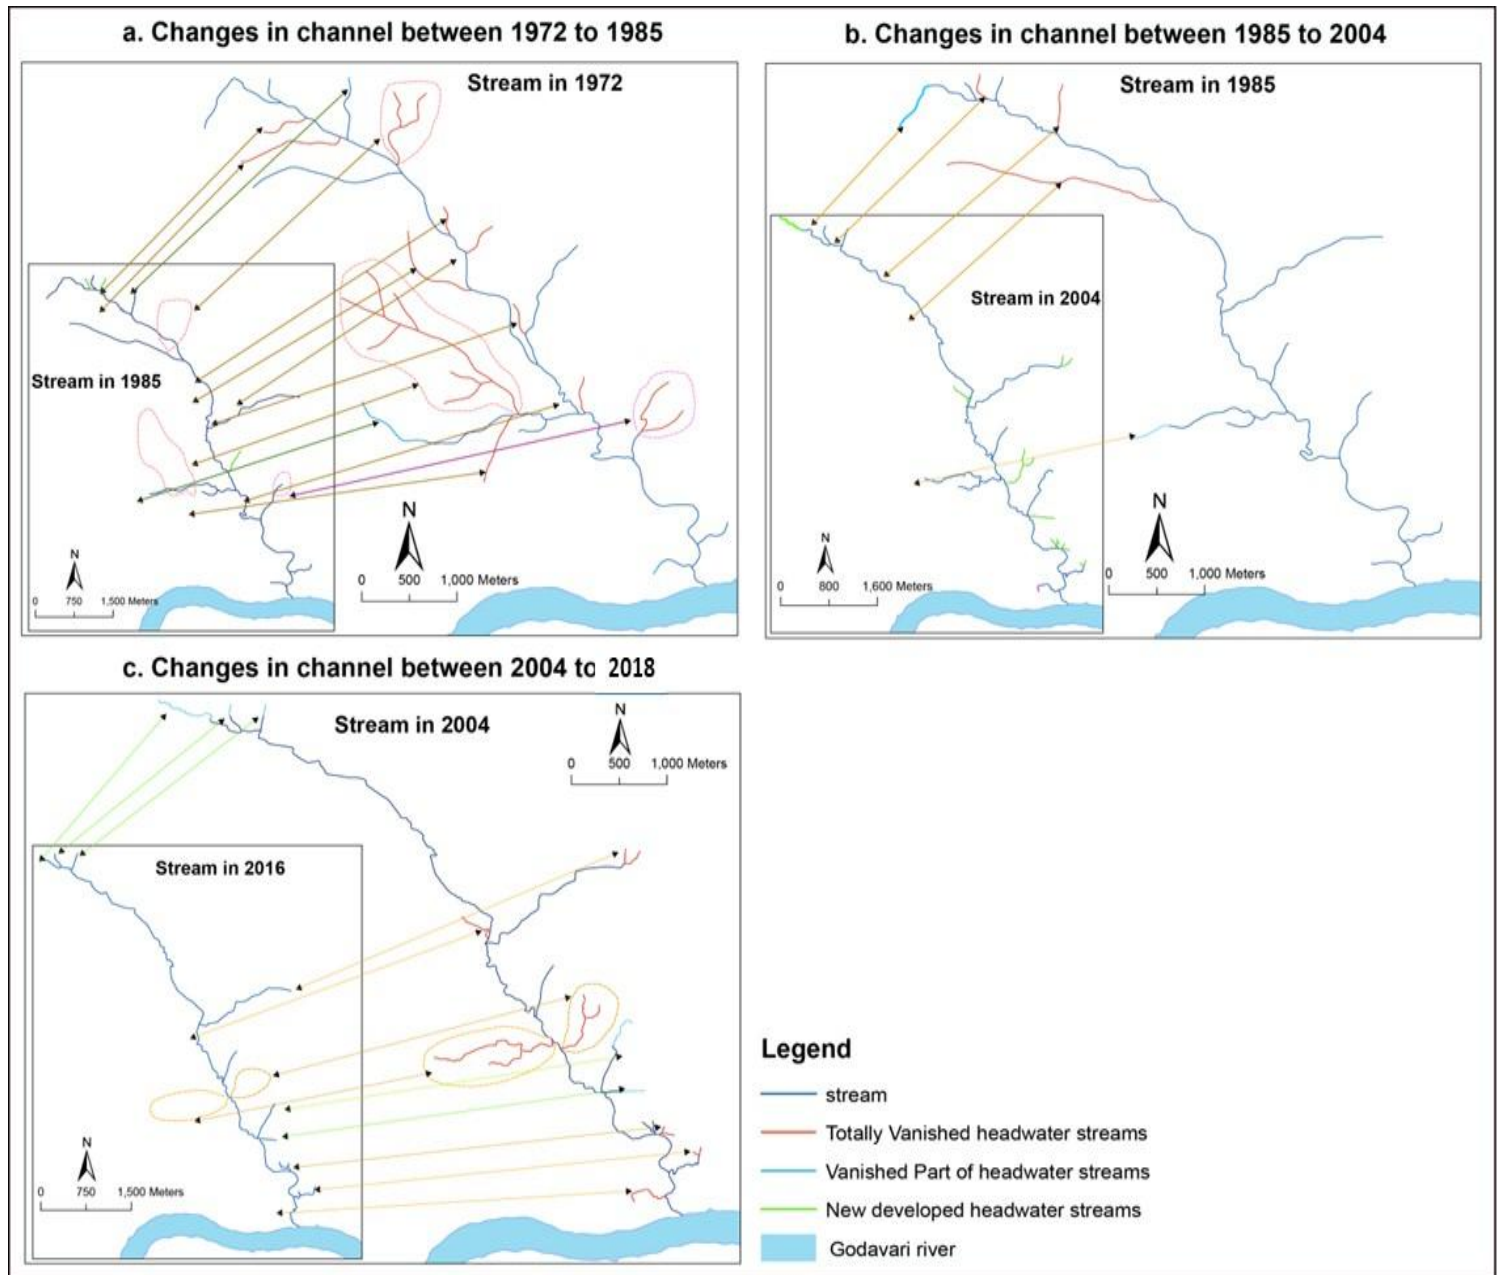 a. Changes in channel between 1972 to 1985
Stream in 1972
Stream in 1985
N
0 750 1,500 Meters
N
0 500 1,000 Meters
b. Changes in channel between 1985 to 2004
Stream in 1985
Stream in 2004
N
0 800 1,600 Meters
N
0 500 1,000 Meters
c. Changes in channel between 2004 to 2018
Stream in 2004
N
0 500 1,000 Meters
Stream in 2016
N
0 750 1,500 Meters
Legend
stream
Totally Vanished headwater streams
Vanished Part of headwater streams
New developed headwater streams
Godavari river